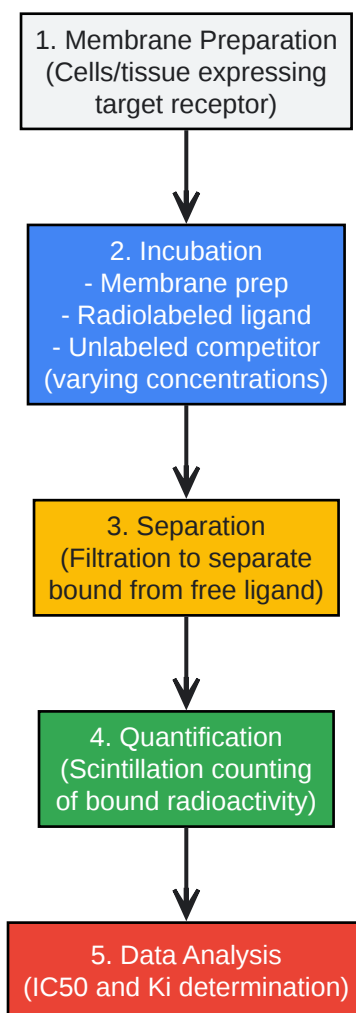 1. Membrane Preparation
(Cells/tissue expressing
target receptor)
2. Incubation
- Membrane prep
- Radiolabeled ligand
- Unlabeled competitor
(varying concentrations)
3. Separation
(Filtration to separate
bound from free ligand)
4. Quantification
(Scintillation counting
of bound radioactivity)
5. Data Analysis
(IC50 and Ki determination)